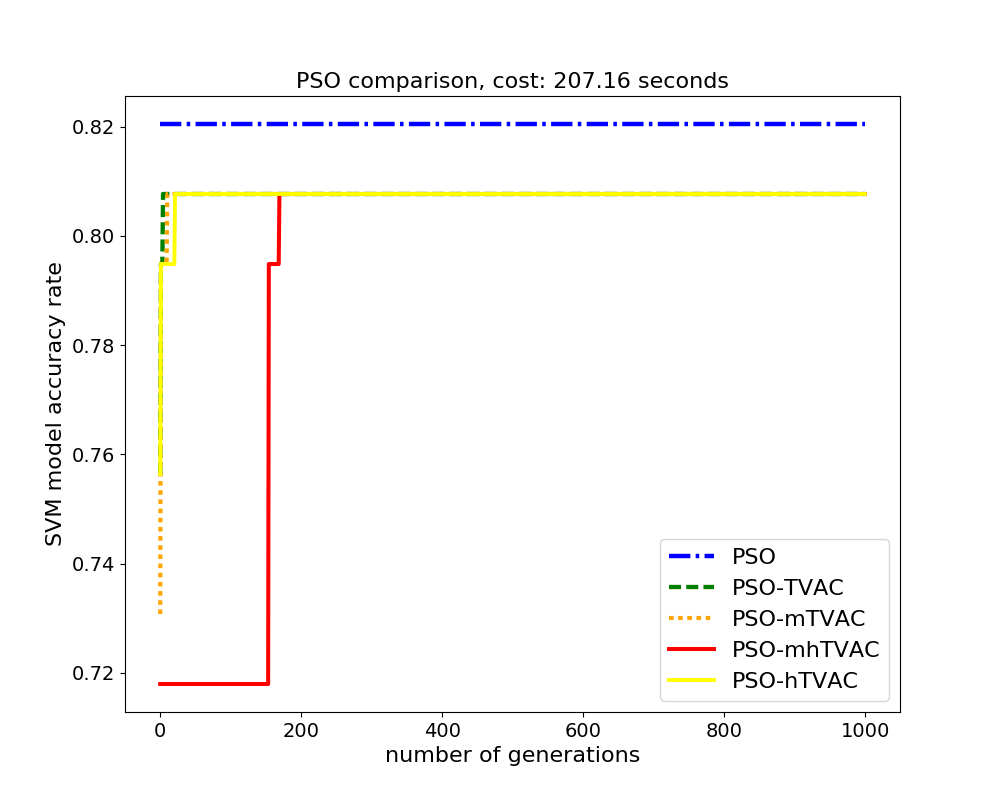 PSO comparison, cost: 207.16 seconds
SVM model accuracy rate
0.82
0.80
0.78
0.76
0.74
0.72
PSO
PSO-TVAC
PSO-mTVAC
PSO-mhTVAC
PSO-hTVAC
0 200 400 600 800 1000
number of generations